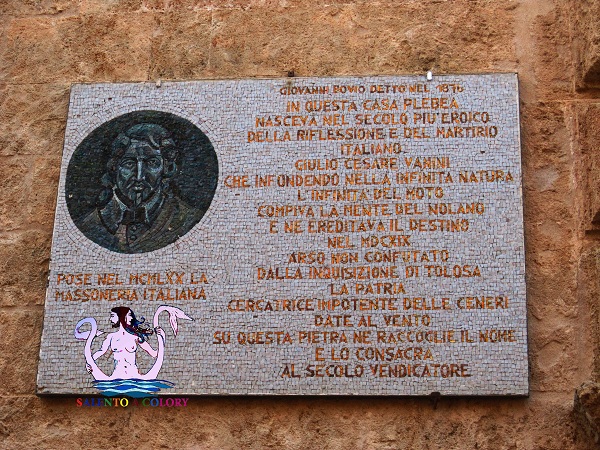 GIOVANNI BOVIO DETTO NEL 1876
IN QUESTA CASA PLEBEA
NASCEVA NEL SECOLO PIU' EROICO
DELLA RIFLESSIONE E DEL MARTIRIO
ITALIANO
GIULIO CESARE VANINI
CHE INFONDENDO NELLA INFINITA NATURA
L'INFINITA DEL MOTO
COMPIVA LA MENTE DEL NOLANO
E NE EREDITAVA IL DESTINO
NEL MDCXIX
ARSO NON CONFUTATO
DALLA INQUISIZIONE DI TOLOSA
LA PATRIA
CERCATRICE IMPOTENTE DELLE CENERI
DATE AL VENTO
SU QUESTA PIETRA NE RACCOGLIE IL NOME
E LO CONSACRA
AL SECOLO VENDICATORE
POSE NEL MCMLXX LA
MASSONERIA ITALIANA
SALENTO COLORY